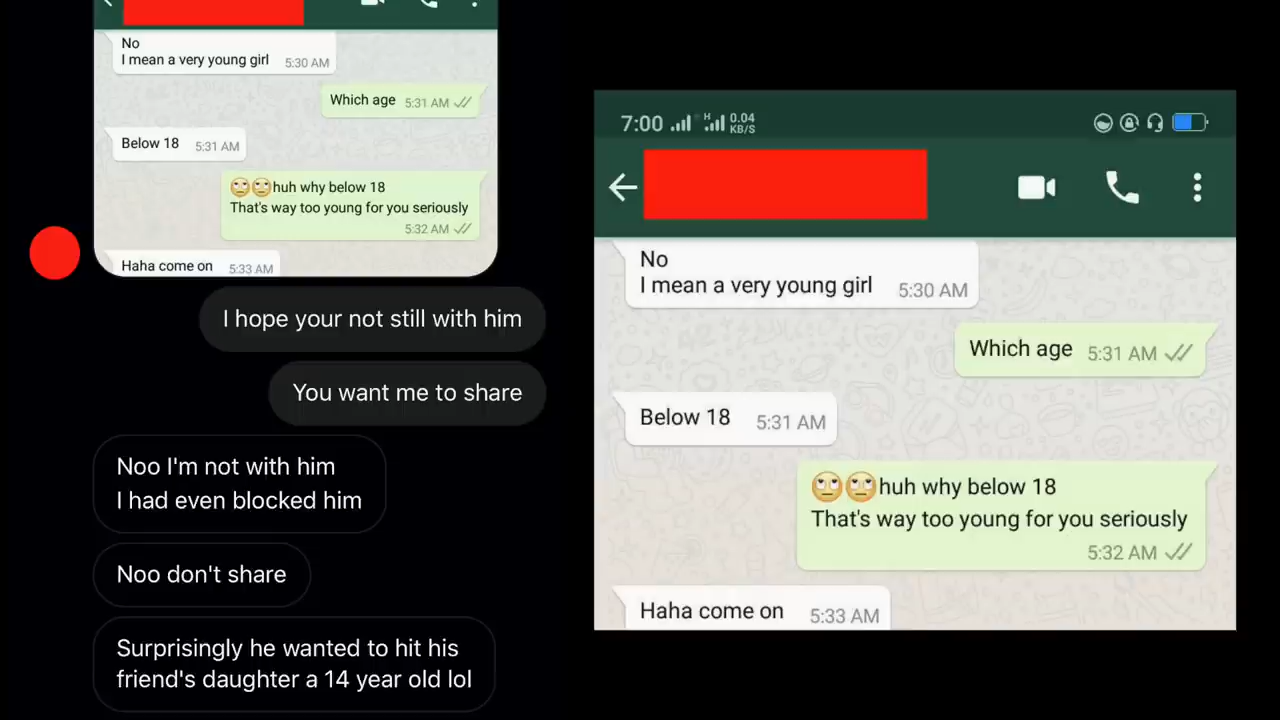 No
I mean a very young girl 5:30 AM
Which age 5:31 AM
Below 18 5:31 AM
🙄🙄huh why below 18
That's way too young for you seriously
5:32 AM
Haha come on 5:33 AM
I hope your not still with him
You want me to share
Noo I'm not with him
I had even blocked him
Noo don't share
Surprisingly he wanted to hit his
friend's daughter a 14 year old lol
7:00 H 0.04
KB/S
No
I mean a very young girl 5:30 AM
Which age 5:31 AM
Below 18 5:31 AM
🙄🙄huh why below 18
That's way too young for you seriously
5:32 AM
Haha come on 5:33 AM